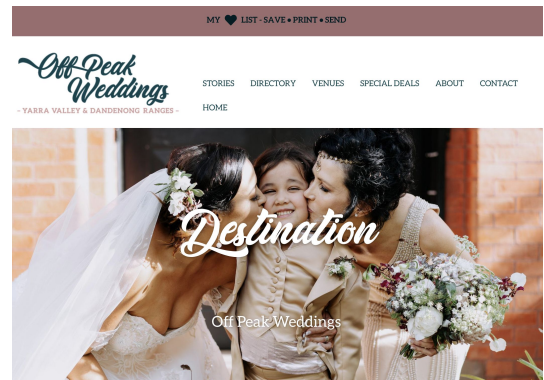 MY ♥ LIST - SAVE • PRINT • SEND
Off Peak
Weddings
- YARRA VALLEY & DANDENONG RANGES -
STORIES DIRECTORY VENUES SPECIAL DEALS ABOUT CONTACT
HOME
Destination
Off Peak Weddings